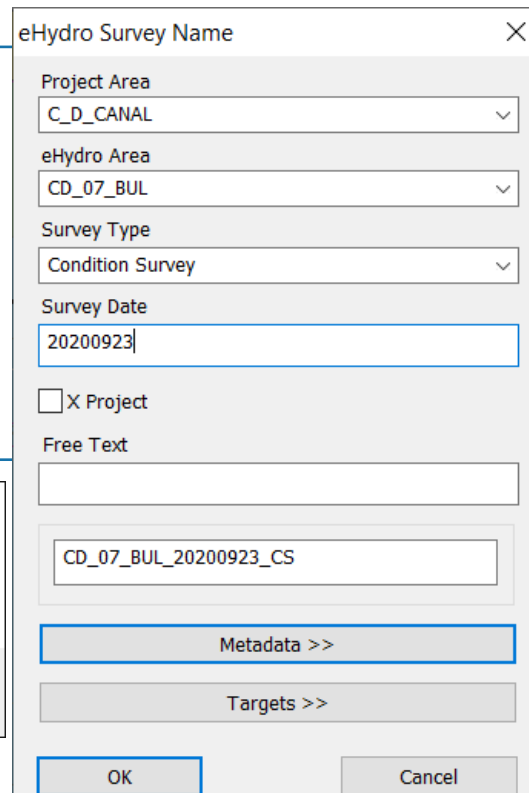 eHydro Survey Name
Project Area
C_D_CANAL
eHydro Area
CD_07_BUL
Survey Type
Condition Survey
Survey Date
20200923
X Project
Free Text
CD_07_BUL_20200923_CS
Metadata >>
Targets >>
OK
Cancel